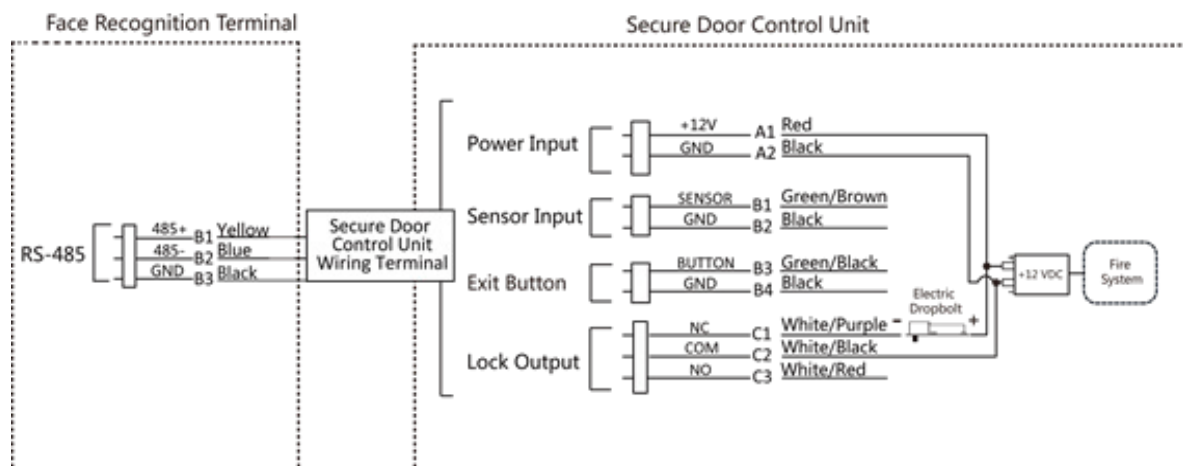 Face Recognition Terminal
Secure Door Control Unit
RS-485
485+ B1 Yellow
485- B2 Blue
GND B3 Black
Secure Door
Control Unit
Wiring Terminal
Power Input
+12V A1 Red
GND A2 Black
Sensor Input
SENSOR B1 Green/Brown
GND B2 Black
Exit Button
BUTTON B3 Green/Black
GND B4 Black
Lock Output
NC C1 White/Purple
COM C2 White/Black
NO C3 White/Red
Electric
Dropbolt
- +
+12 VDC
Fire
System